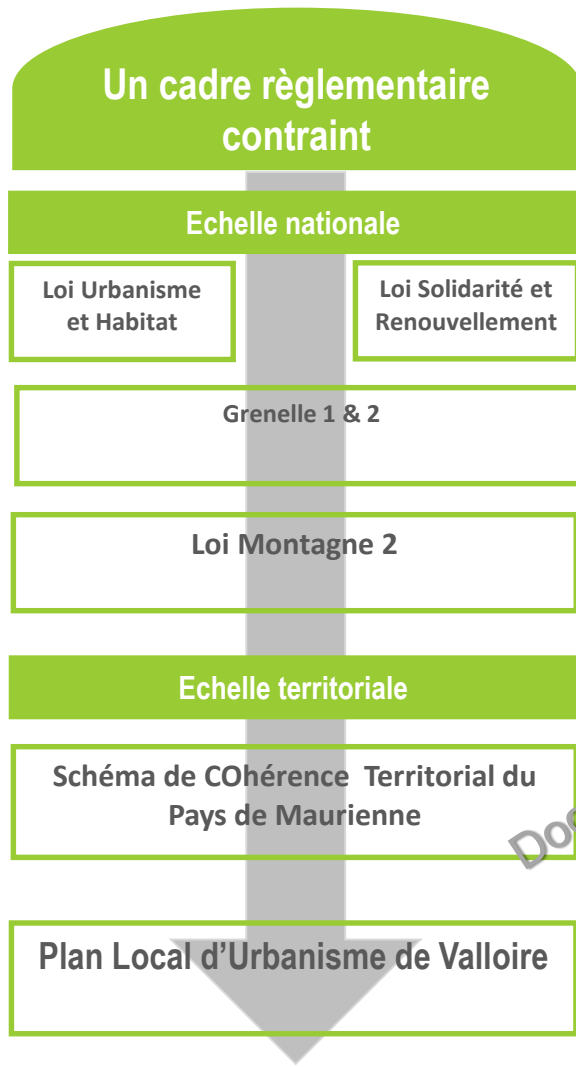 Un cadre règlementaire
contraint
Echelle nationale
Loi Urbanisme
et Habitat
Loi Solidarité et
Renouvellement
Grenelle 1 & 2
Loi Montagne 2
Echelle territoriale
Schéma de COhérence Territorial du
Pays de Maurienne
Plan Local d'Urbanisme de Valloire